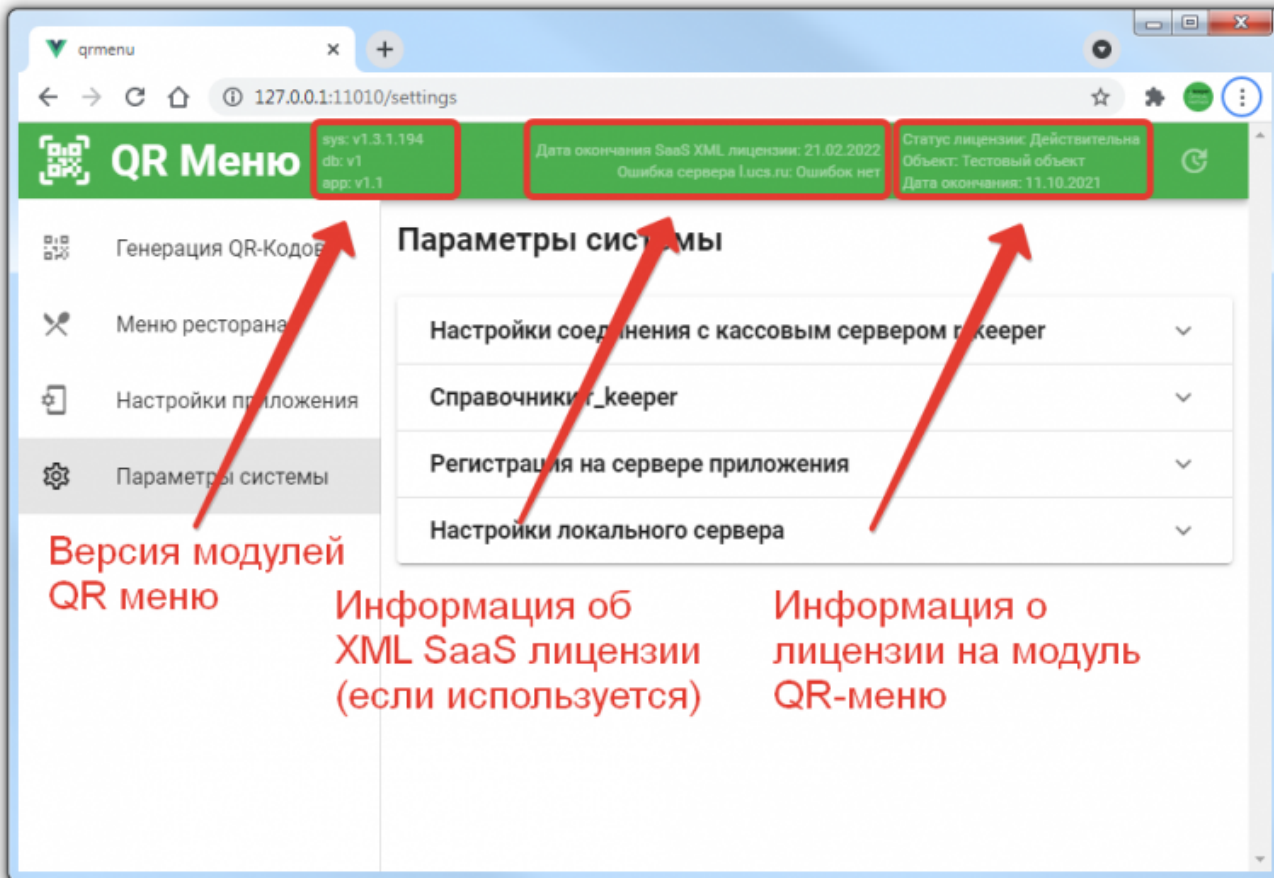 qrmenu
127.0.0.1:11010/settings
QR Меню
sys: v1.3.1.194
db: v1
app: v1.1
Дата окончания SaaS XML лицензии: 21.02.2022
Ошибка сервера l.ucs.ru: Ошибок нет
Статус лицензии: Действительна
Объект: Тестовый объект
Дата окончания: 11.10.2021
Генерация QR-Кодов
Меню ресторана
Настройки приложения
Параметры системы
Параметры системы
Настройки соединения с кассовым сервером r_keeper
Справочники r_keeper
Регистрация на сервере приложения
Настройки локального сервера
Версия модулей
QR меню
Информация об
XML SaaS лицензии
(если используется)
Информация о
лицензии на модуль
QR-меню